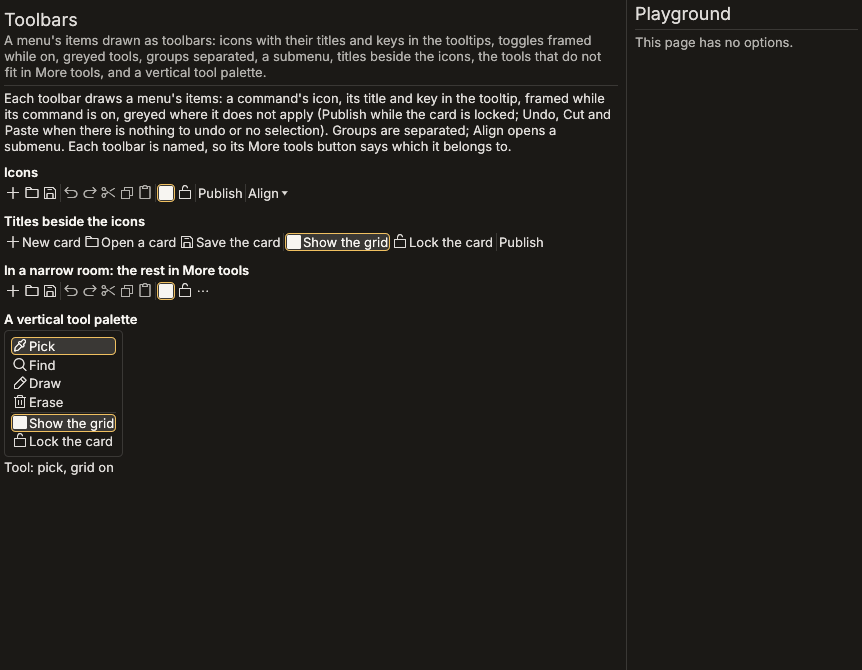 Toolbars
A menu's items drawn as toolbars: icons with their titles and keys in the tooltips, toggles framed
while on, greyed tools, groups separated, a submenu, titles beside the icons, the tools that do not
fit in More tools, and a vertical tool palette.
Each toolbar draws a menu's items: a command's icon, its title and key in the tooltip, framed while
its command is on, greyed where it does not apply (Publish while the card is locked; Undo, Cut and
Paste when there is nothing to undo or no selection). Groups are separated; Align opens a
submenu. Each toolbar is named, so its More tools button says which it belongs to.
Icons
Publish Align
Titles beside the icons
New card Open a card Save the card Show the grid Lock the card Publish
In a narrow room: the rest in More tools
A vertical tool palette
Pick
Find
Draw
Erase
Show the grid
Lock the card
Tool: pick, grid on
Playground
This page has no options.